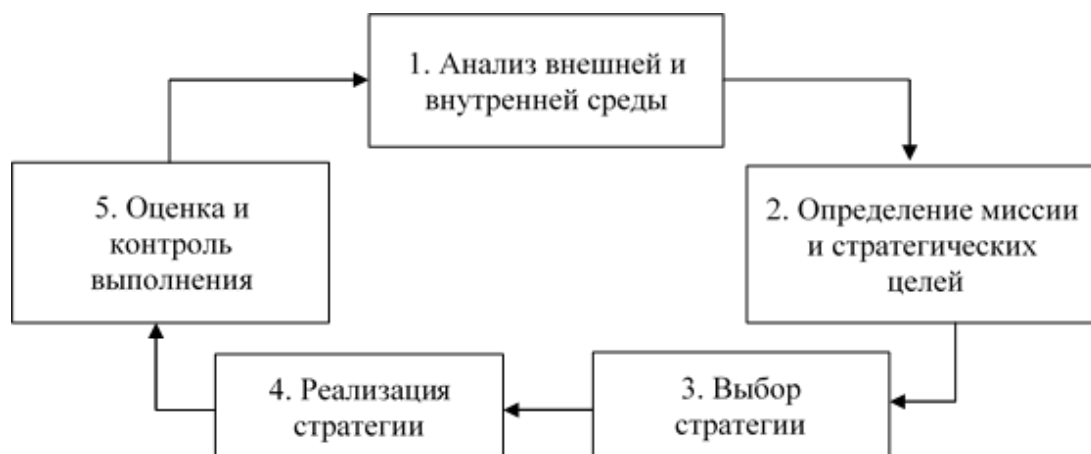 1. Анализ внешней и
внутренней среды
2. Определение миссии
и стратегических
целей
3. Выбор
стратегии
4. Реализация
стратегии
5. Оценка и
контроль
выполнения